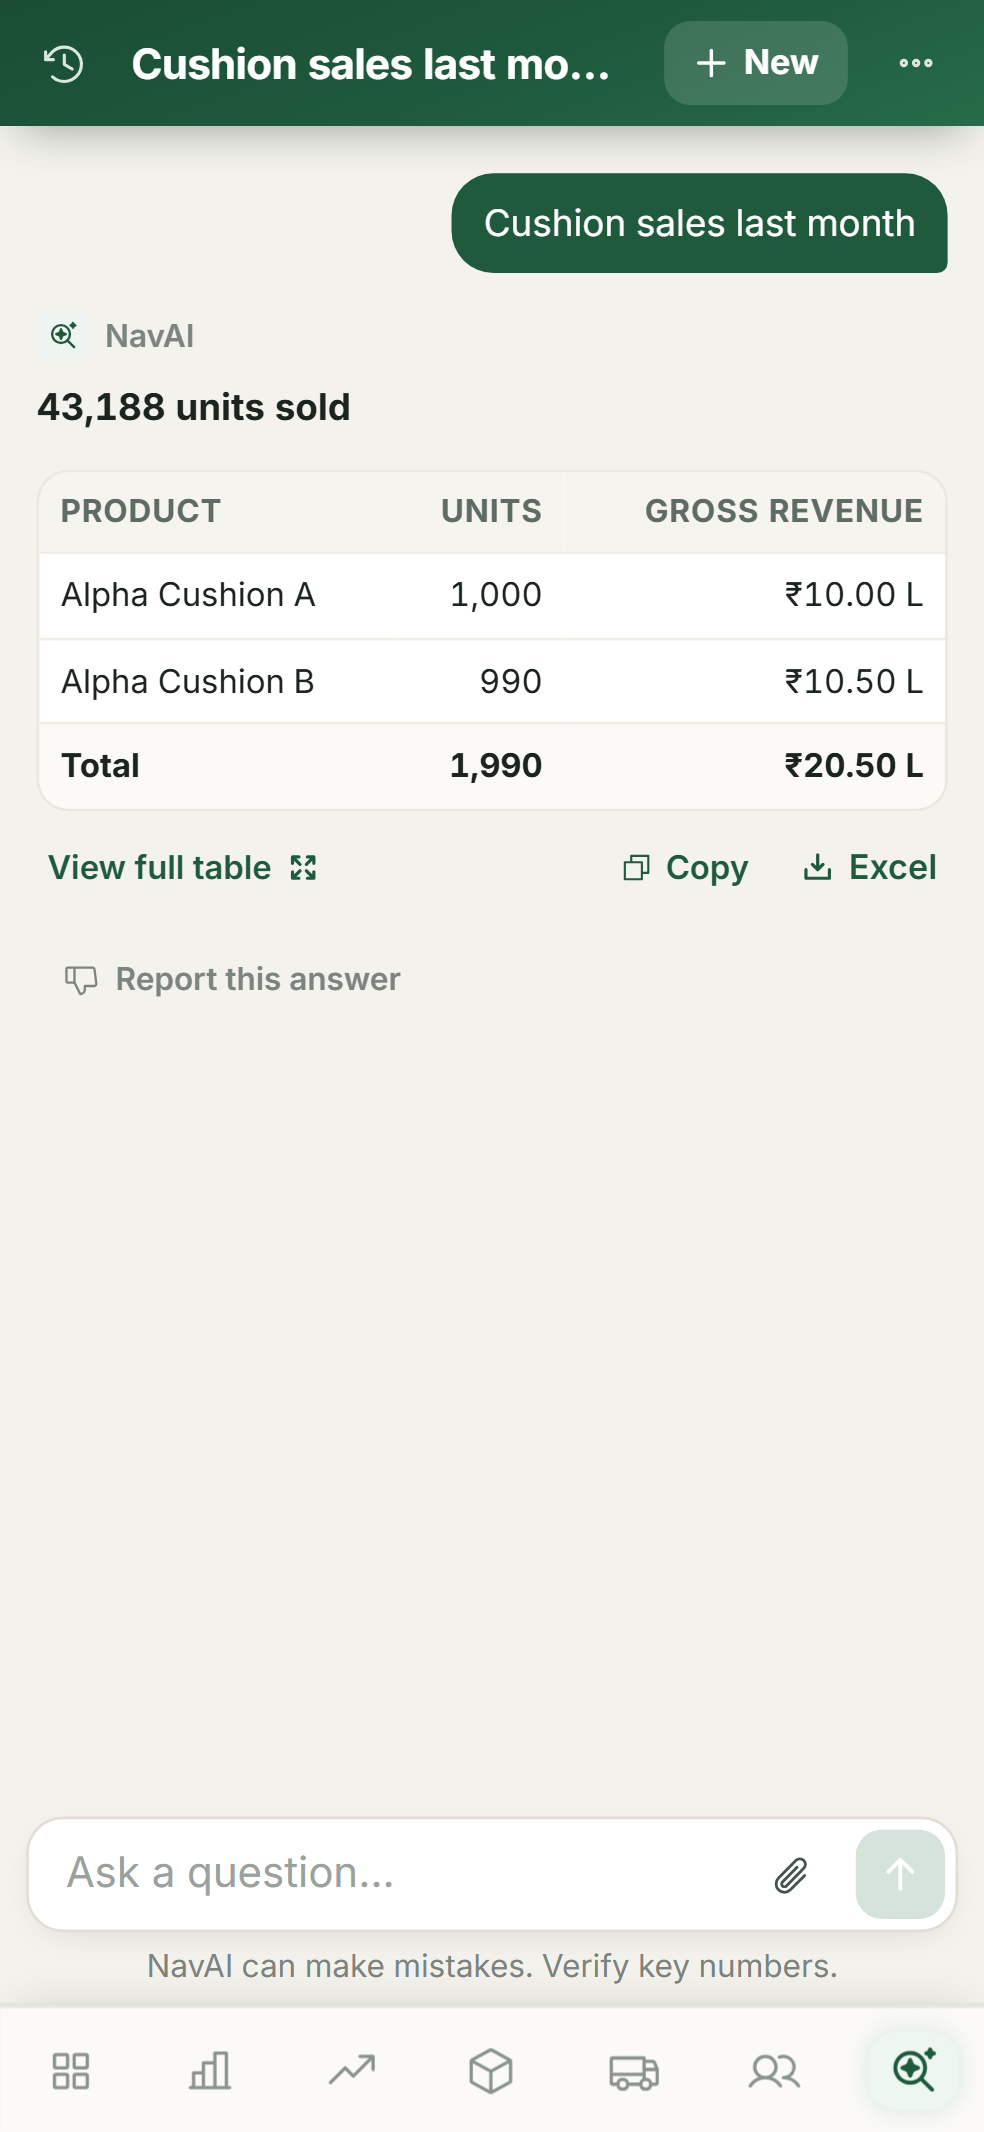 Cushion sales last mo...
New
Cushion sales last month
NavAI
43,188 units sold
PRODUCT UNITS GROSS REVENUE
Alpha Cushion A 1,000 ₹10.00 L
Alpha Cushion B 990 ₹10.50 L
Total 1,990 ₹20.50 L
View full table Copy Excel
Report this answer
Ask a question...
NavAI can make mistakes. Verify key numbers.